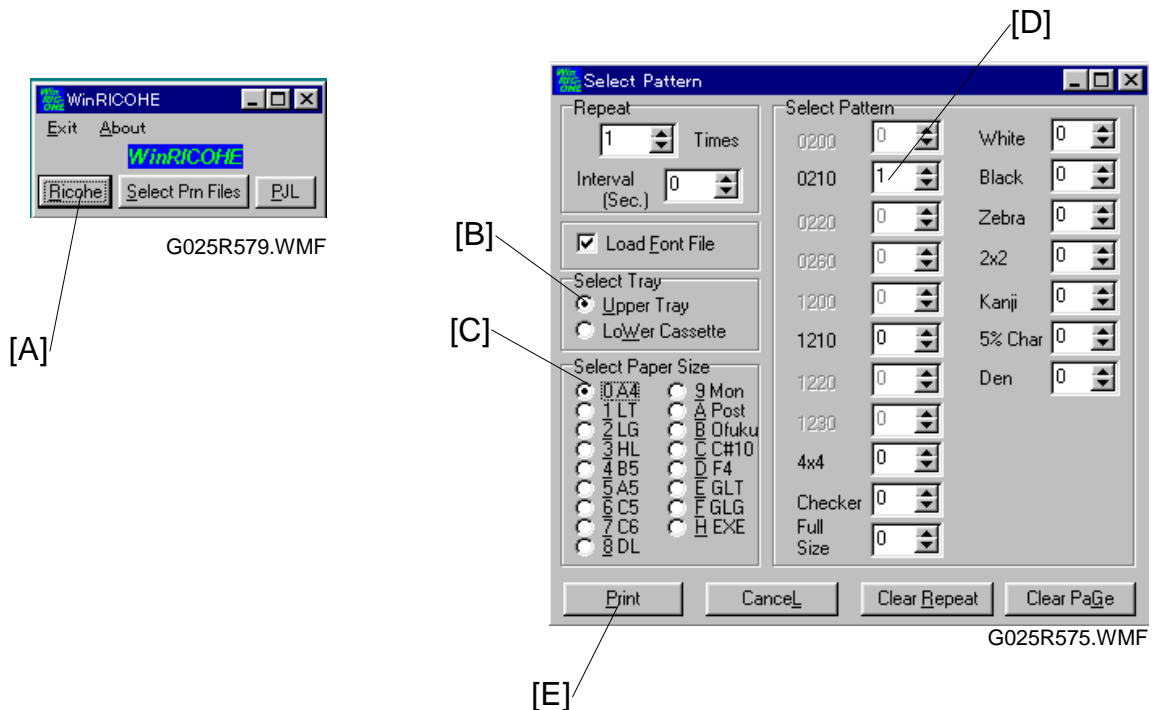 [D]
WinRICOHE
Exit About
WinRICOHE
Ricohe Select Prn Files PJL
G025R579.WMF
[A]
Select Pattern
Repeat
1 Times
Interval (Sec.) 0
[B]
Load Font File
Select Tray
Upper Tray
LoWer Cassette
[C]
Select Paper Size
0 A4 9 Mon
1 LT A Post
2 LG B Ofuku
3 HL C C#10
4 B5 D F4
5 A5 E GLT
6 C5 F GLG
7 C6 H EXE
8 DL
Select Pattern
0200 0 White 0
0210 1 Black 0
0220 0 Zebra 0
0260 0 2x2 0
1200 0 Kanji 0
1210 0 5% Char 0
1220 0 Den 0
1230 0
4x4 0
Checker 0
Full Size 0
Print CanceL Clear Repeat Clear PaGe
G025R575.WMF
[E]